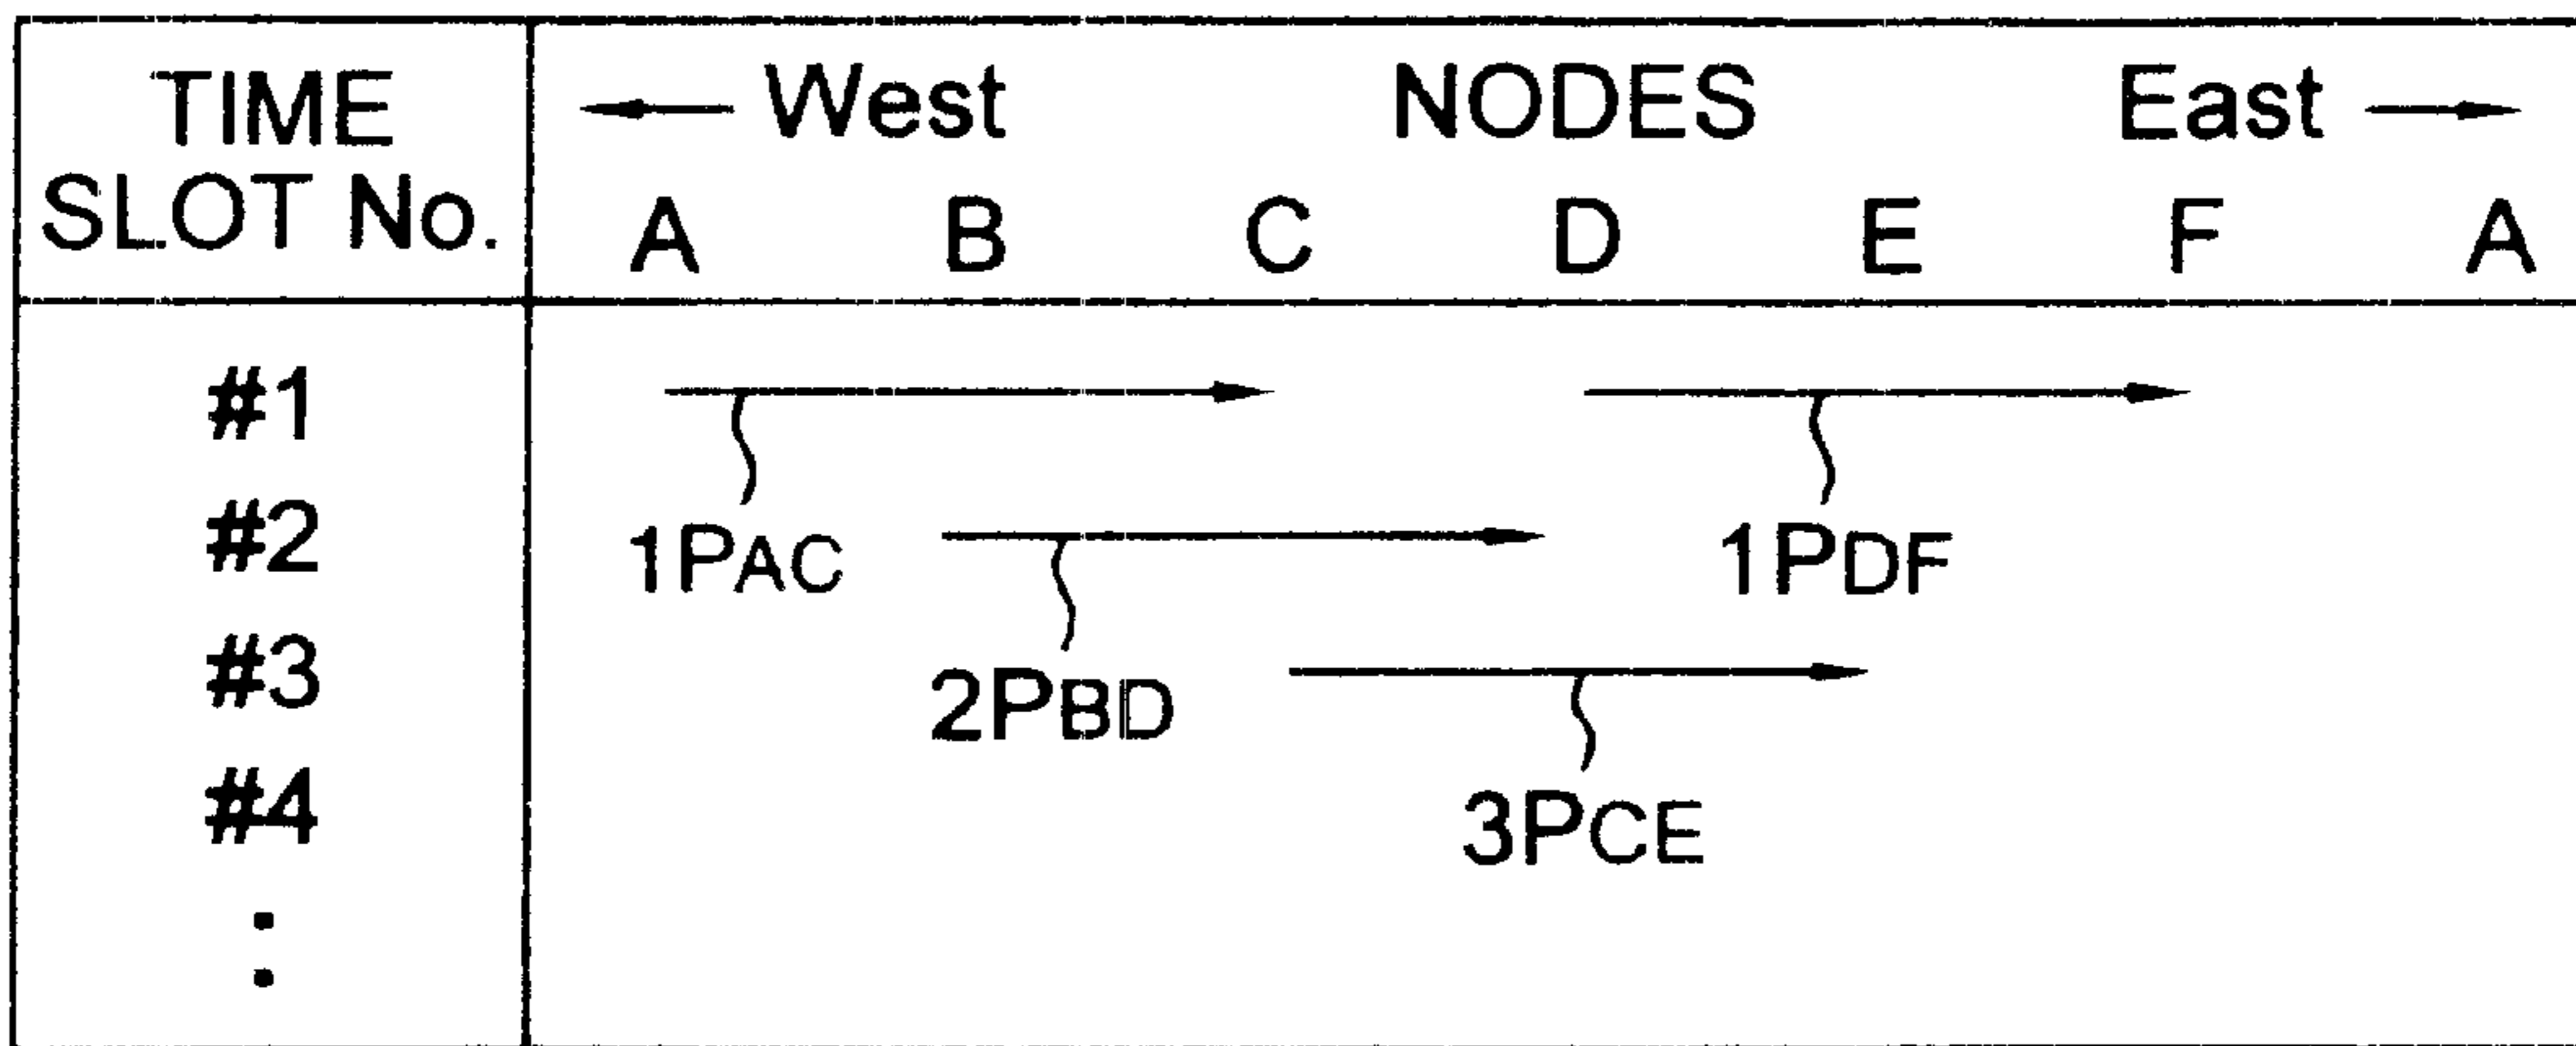 TIME
SLOT No.
← West NODES East →
A B C D E F A
#1
#2
1PAC 1PDF
#3
2PBD
#4
3PCE
: